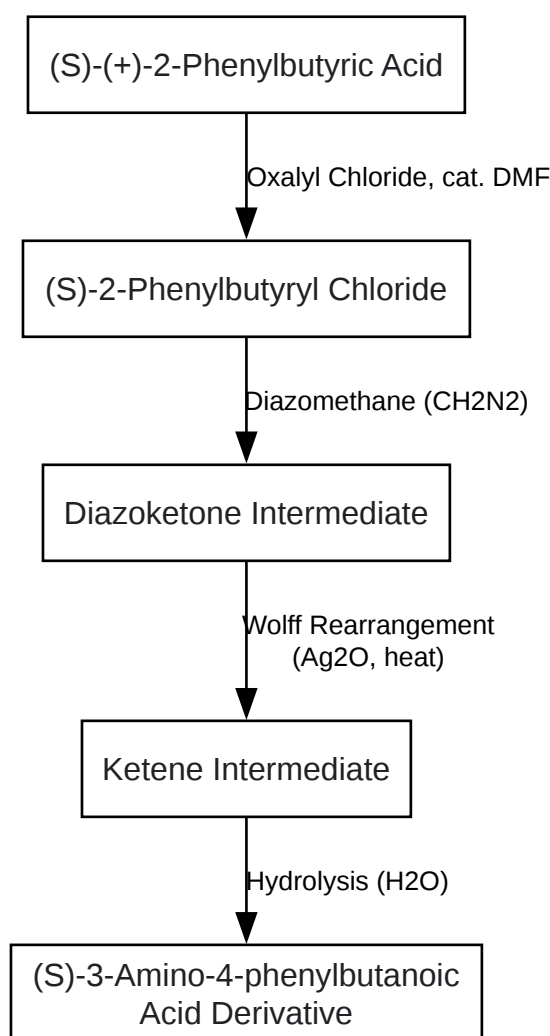 (S)-(+)-2-Phenylbutyric Acid
Oxalyl Chloride, cat. DMF
(S)-2-Phenylbutyryl Chloride
Diazomethane (CH2N2)
Diazoketone Intermediate
Wolff Rearrangement
(Ag2O, heat)
Ketene Intermediate
Hydrolysis (H2O)
(S)-3-Amino-4-phenylbutanoic
Acid Derivative